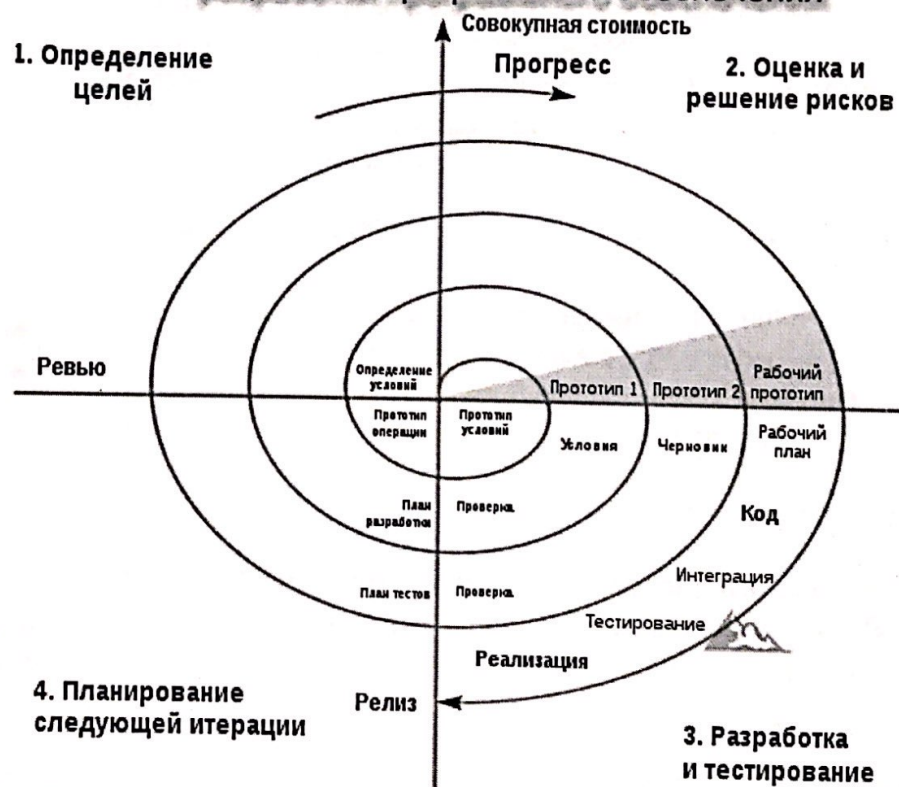 Совокупная стоимость
1. Определение
целей
Прогресс
2. Оценка и
решение рисков
Ревью
Определение
условий
Прототип 1
Прототип 2
Рабочий
прототип
Прототип
операции
Прототип
условий
Условия
Черновик
Рабочий
план
План
разработки
Проверка
Код
План тестов
Проверка
Интеграция
Тестирование
Реализация
4. Планирование
следующей итерации
Релиз
3. Разработка
и тестирование